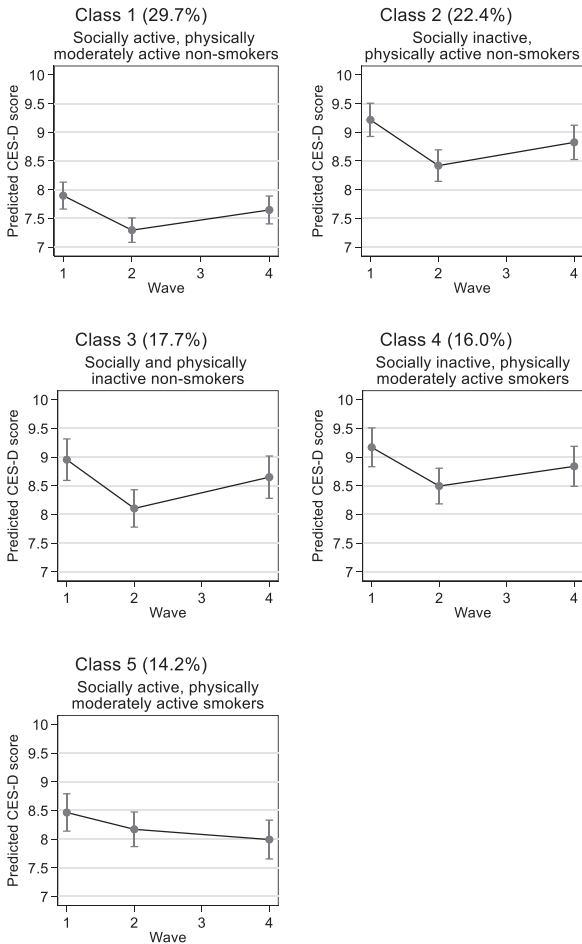 Class 1 (29.7%)
Socially active, physically
moderately active non-smokers
Predicted CES-D score
10
9.5
9
8.5
8
7.5
7
1 2 3 4
Wave
Class 2 (22.4%)
Socially inactive,
physically active non-smokers
Predicted CES-D score
10
9.5
9
8.5
8
7.5
7
1 2 3 4
Wave
Class 3 (17.7%)
Socially and physically
inactive non-smokers
Predicted CES-D score
10
9.5
9
8.5
8
7.5
7
1 2 3 4
Wave
Class 4 (16.0%)
Socially inactive, physically
moderately active smokers
Predicted CES-D score
10
9.5
9
8.5
8
7.5
7
1 2 3 4
Wave
Class 5 (14.2%)
Socially active, physically
moderately active smokers
Predicted CES-D score
10
9.5
9
8.5
8
7.5
7
1 2 3 4
Wave